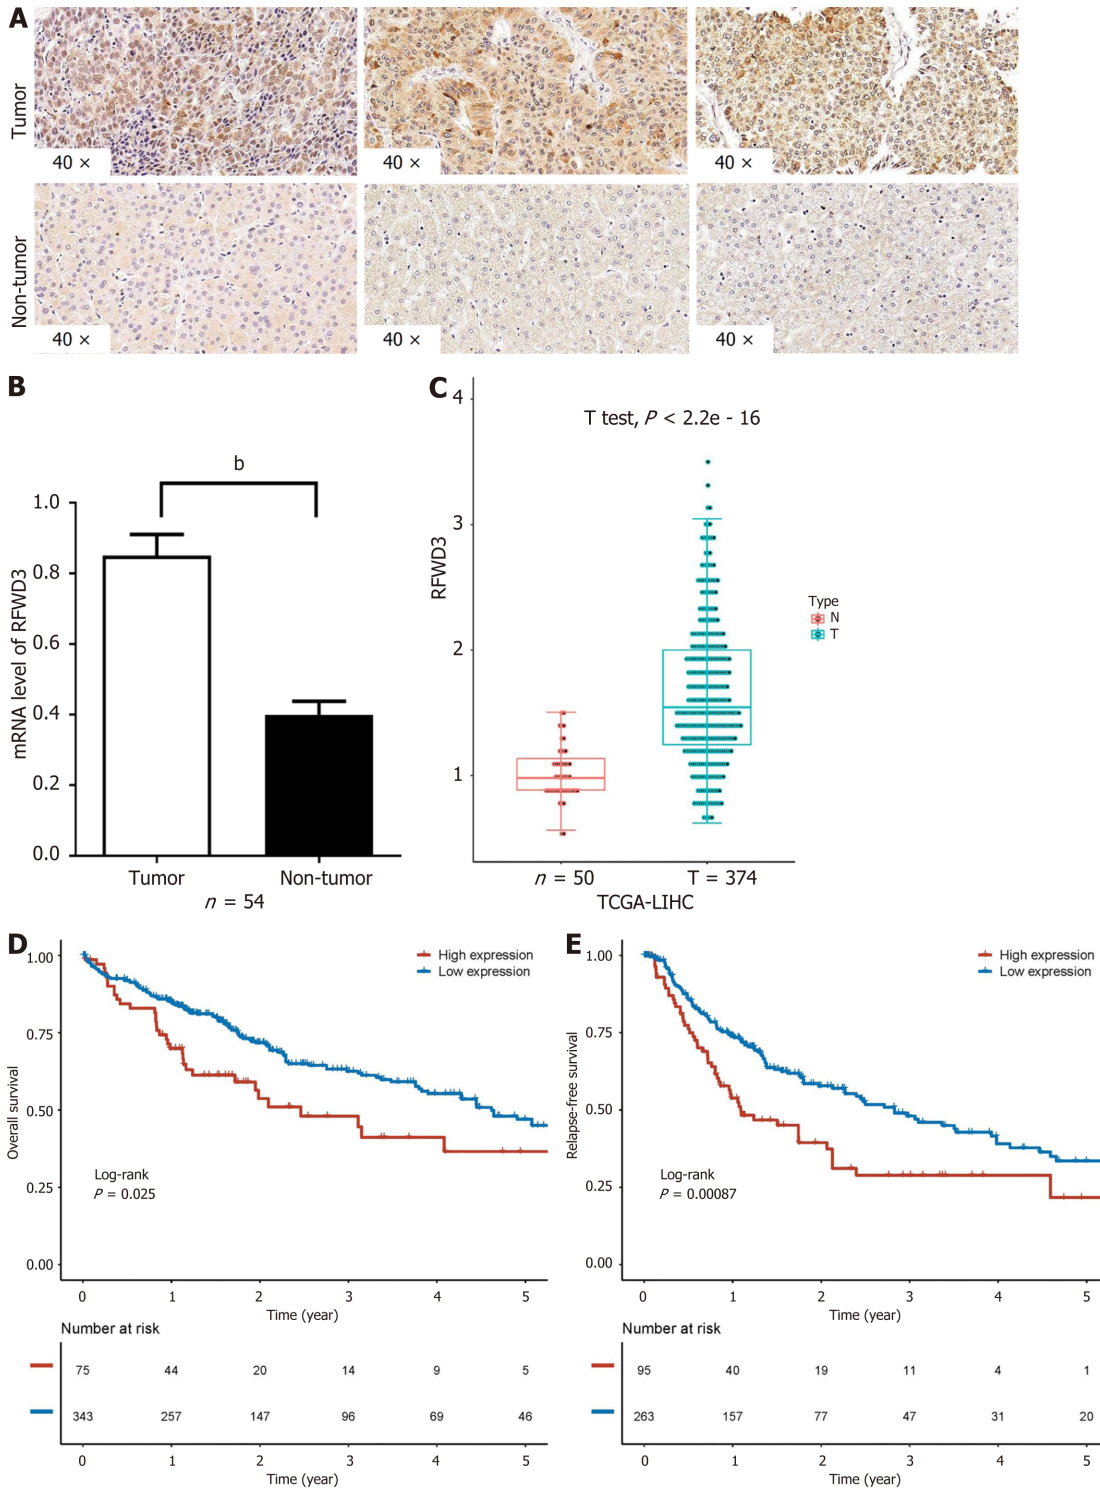 A
Tumor
40 ×
40 ×
40 ×
Non-tumor
40 ×
40 ×
40 ×
B
b
mRNA level of RFWD3
1.0
0.8
0.6
0.4
0.2
0.0
Tumor
Non-tumor
n = 54
C
T test, P < 2.2e - 16
RFWD3
4
3
2
1
Type
N
T
n = 50
T = 374
TCGA-LIHC
D
High expression
Low expression
Overall survival
1.00
0.75
0.50
0.25
0.00
Log-rank
P = 0.025
0 1 2 3 4 5
Time (year)
Number at risk
75 44 20 14 9 5
343 257 147 96 69 46
0 1 2 3 4 5
Time (year)
E
High expression
Low expression
Relapse-free survival
1.00
0.75
0.50
0.25
0.00
Log-rank
P = 0.00087
0 1 2 3 4 5
Time (year)
Number at risk
95 40 19 11 4 1
263 157 77 47 31 20
0 1 2 3 4 5
Time (year)